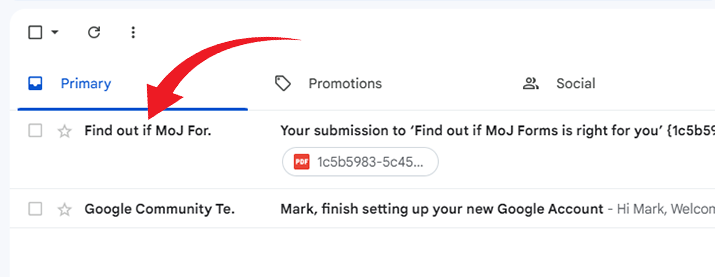 Primary
Promotions
Social
Find out if MoJ For.
Your submission to ‘Find out if MoJ Forms is right for you’ {1c5b59
PDF
1c5b5983-5c45...
Google Community Te.
Mark, finish setting up your new Google Account - Hi Mark, Welcom